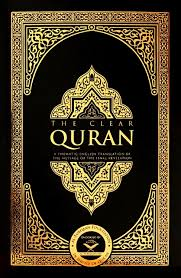 THE CLEAR
QURAN
A THEMATIC ENGLISH TRANSLATION OF
THE MESSAGE OF THE FINAL REVELATION